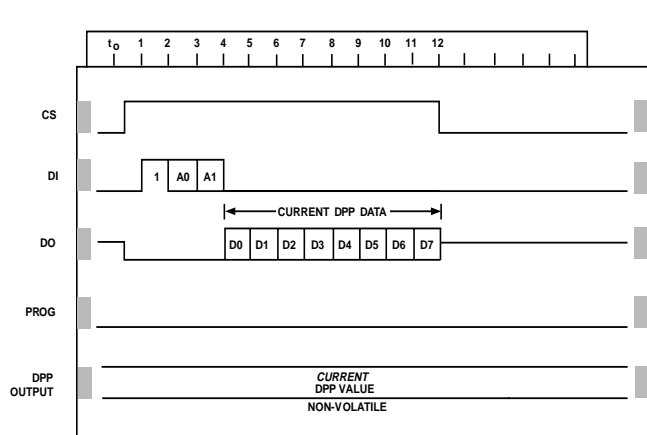 to 1 2 3 4 5 6 7 8 9 10 11 12
CS
DI 1 A0 A1
CURRENT DPP DATA
DO D0 D1 D2 D3 D4 D5 D6 D7
PROG
DPP
OUTPUT
CURRENT
DPP VALUE
NON-VOLATILE